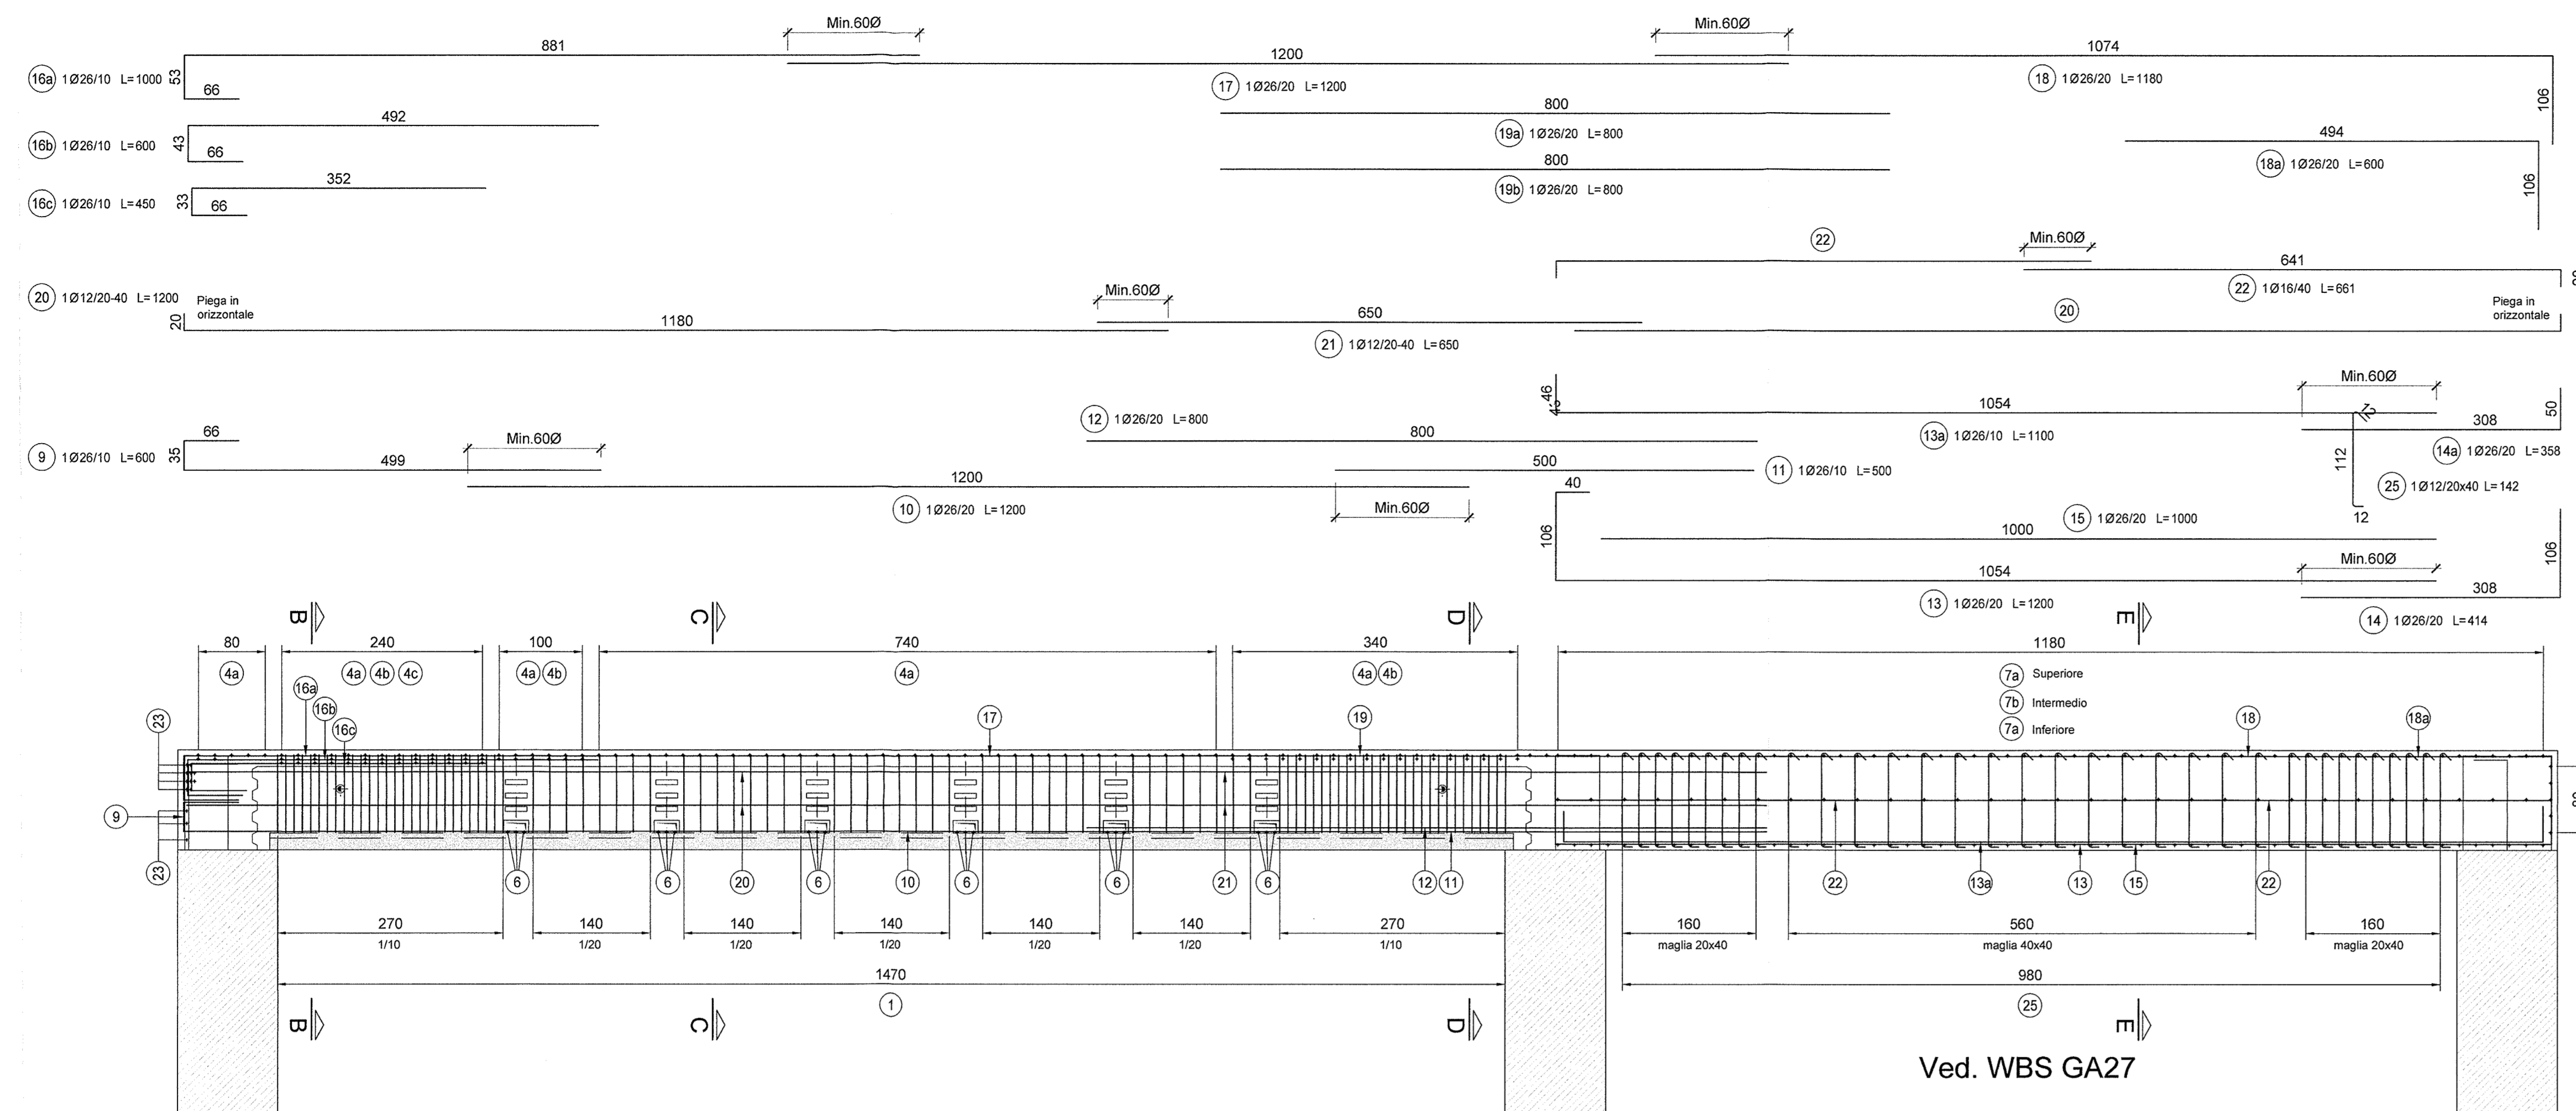 Min.60Ø
Min.60Ø
881
1200
1074
16a 1Ø26/10 L=1000
53
66
17 1Ø26/20 L=1200
18 1Ø26/20 L=1180
106
800
19a 1Ø26/20 L=800
492
16b 1Ø26/10 L=600
43
66
494
18a 1Ø26/20 L=600
106
800
19b 1Ø26/20 L=800
352
16c 1Ø26/10 L=450
33
66
22
Min.60Ø
641
22 1Ø16/40 L=661
20 1Ø12/20-40 L=1200
Piega in
orizzontale
20
1180
Min.60Ø
650
21 1Ø12/20-40 L=650
20
Piega in
orizzontale
46
1054
Min.60Ø
12
308
50
13a 1Ø26/10 L=1100
14a 1Ø26/20 L=358
12 1Ø26/20 L=800
800
66
9 1Ø26/10 L=600
35
499
Min.60Ø
500
11 1Ø26/10 L=500
112
25 1Ø12/20x40 L=142
12
1200
10 1Ø26/20 L=1200
Min.60Ø
40
106
15 1Ø26/20 L=1000
1000
Min.60Ø
1054
308
106
13 1Ø26/20 L=1200
14 1Ø26/20 L=414
B
C
D
E
80
240
100
740
340
1180
4a
4a 4b 4c
4a 4b
4a
4a 4b
7a Superiore
7b Intermedio
7a Inferiore
16a
16b
16c
23
17
19
18
18a
9
23
6
6
20
6
10
6
6
21
6
12
11
22
13a
13
15
22
270
140
140
140
140
140
270
160
560
160
1/10
1/20
1/20
1/20
1/20
1/20
1/10
maglia 20x40
maglia 40x40
maglia 20x40
1470
980
1
25
B
C
D
E
Ved. WBS GA27